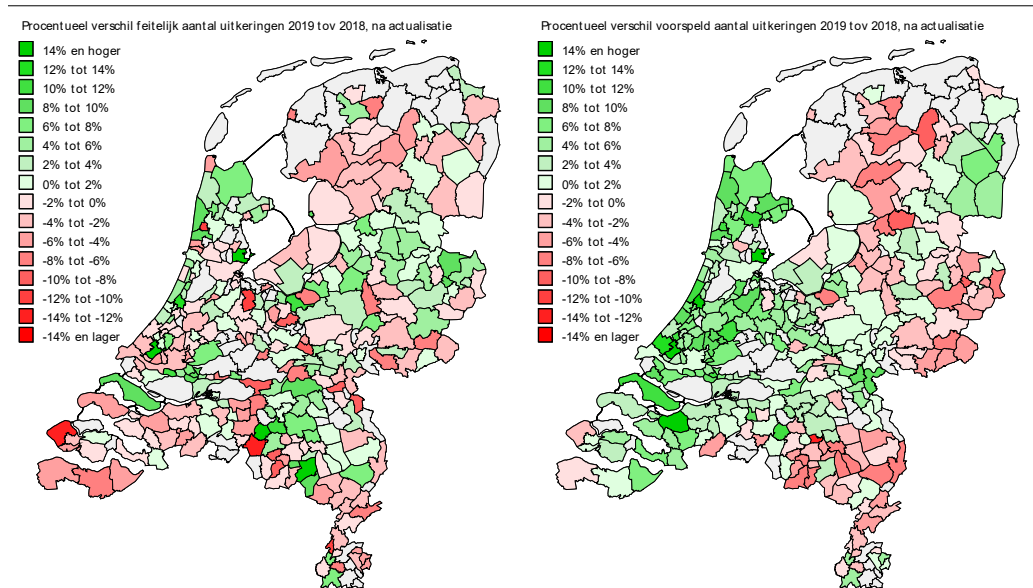 Procentueel verschil feitelijk aantal uitkeringen 2019 tov 2018, na actualisatie
14% en hoger
12% tot 14%
10% tot 12%
8% tot 10%
6% tot 8%
4% tot 6%
2% tot 4%
0% tot 2%
-2% tot 0%
-4% tot -2%
-6% tot -4%
-8% tot -6%
-10% tot -8%
-12% tot -10%
-14% tot -12%
-14% en lager
Procentueel verschil voorspeld aantal uitkeringen 2019 tov 2018, na actualisatie
14% en hoger
12% tot 14%
10% tot 12%
8% tot 10%
6% tot 8%
4% tot 6%
2% tot 4%
0% tot 2%
-2% tot 0%
-4% tot -2%
-6% tot -4%
-8% tot -6%
-10% tot -8%
-12% tot -10%
-14% tot -12%
-14% en lager